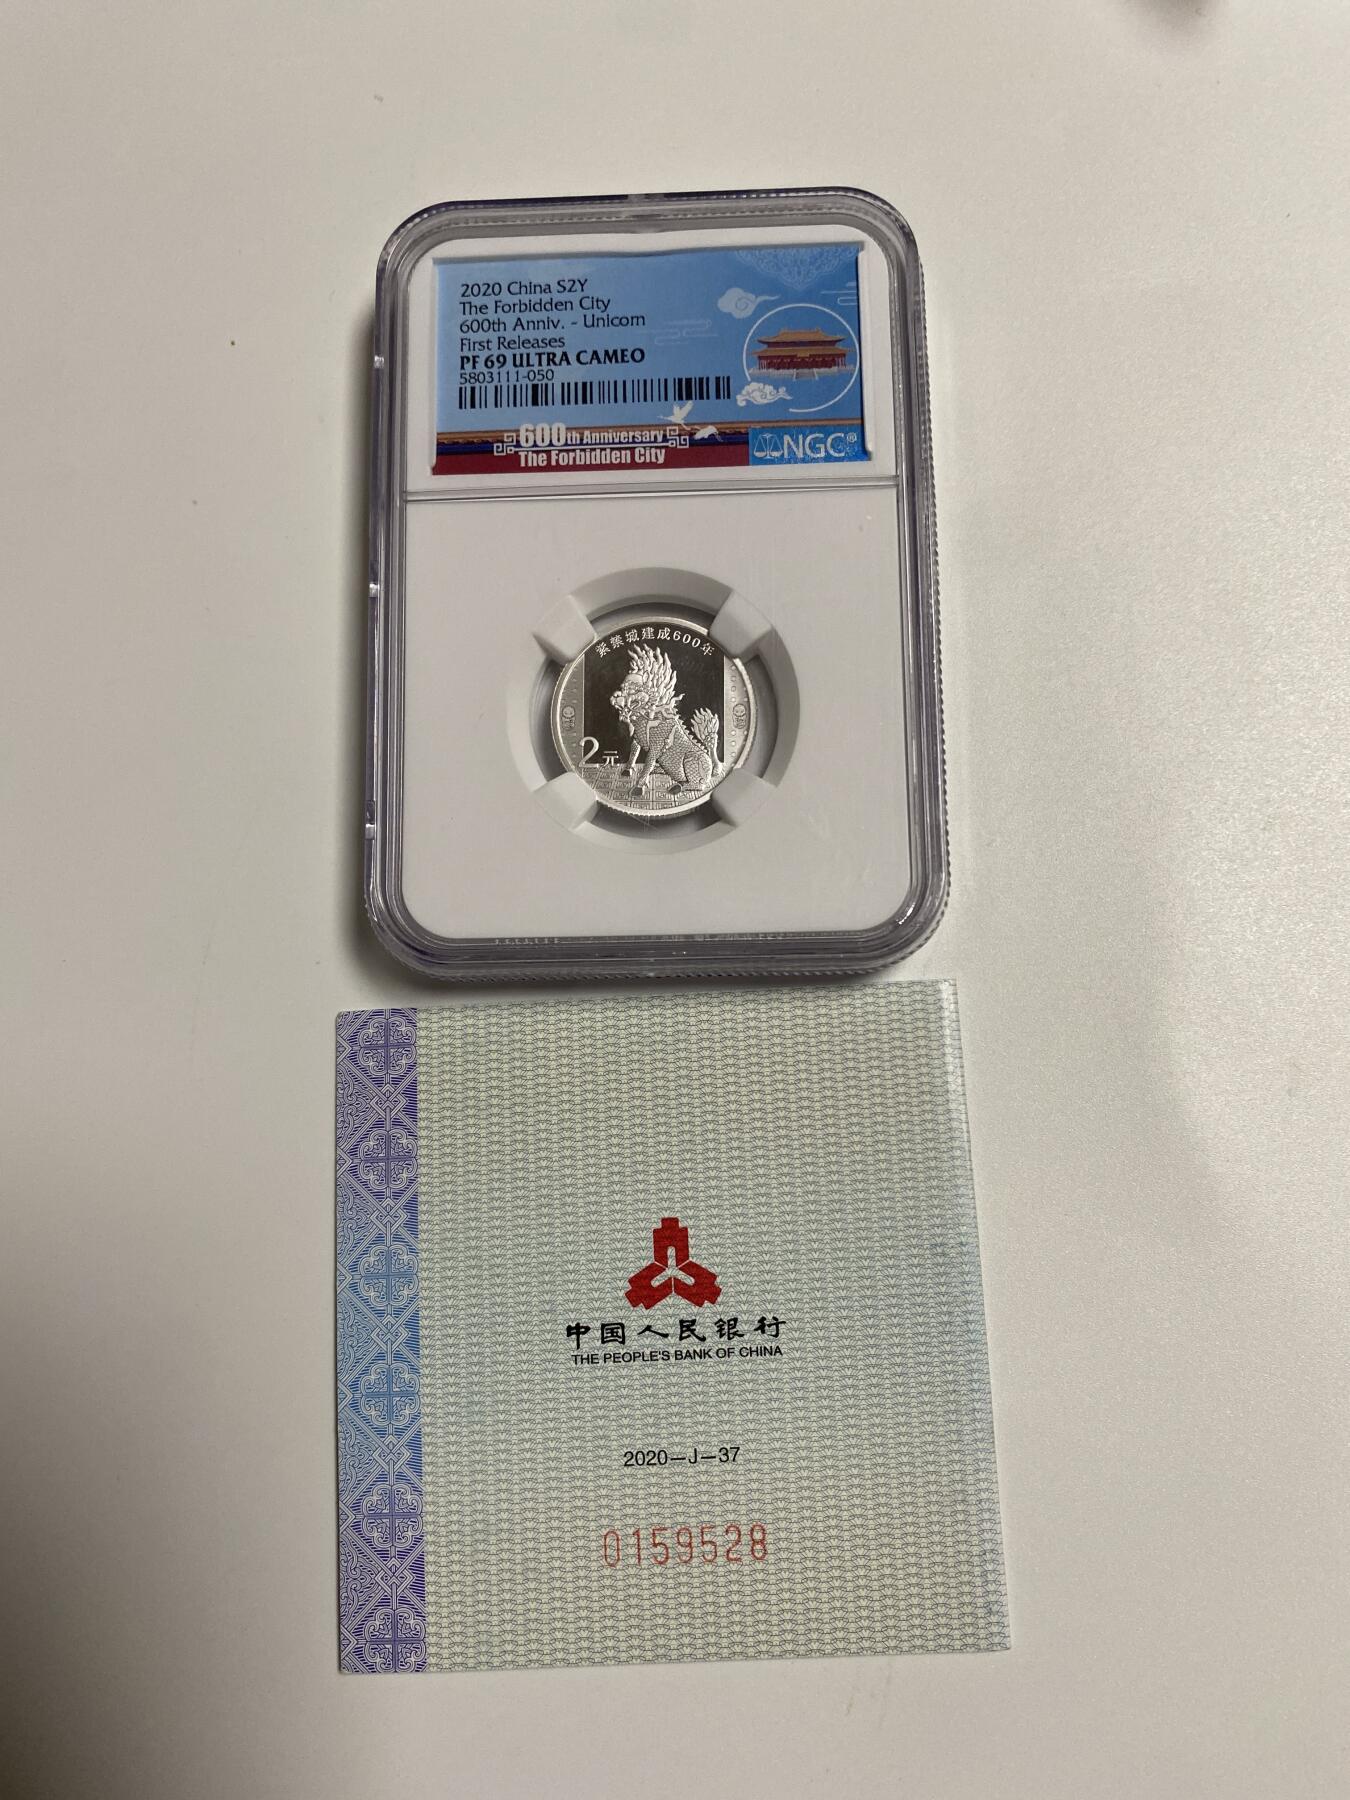 2020 China S2Y
The Forbidden City
600th Anniv. - Unicorn
First Releases
PF 69 ULTRA CAMEO
5803111-050
600th Anniversary
The Forbidden City
NGC®
紫禁城建成600年
2元
中国人民银行
THE PEOPLE'S BANK OF CHINA
2020—J—37
0159528